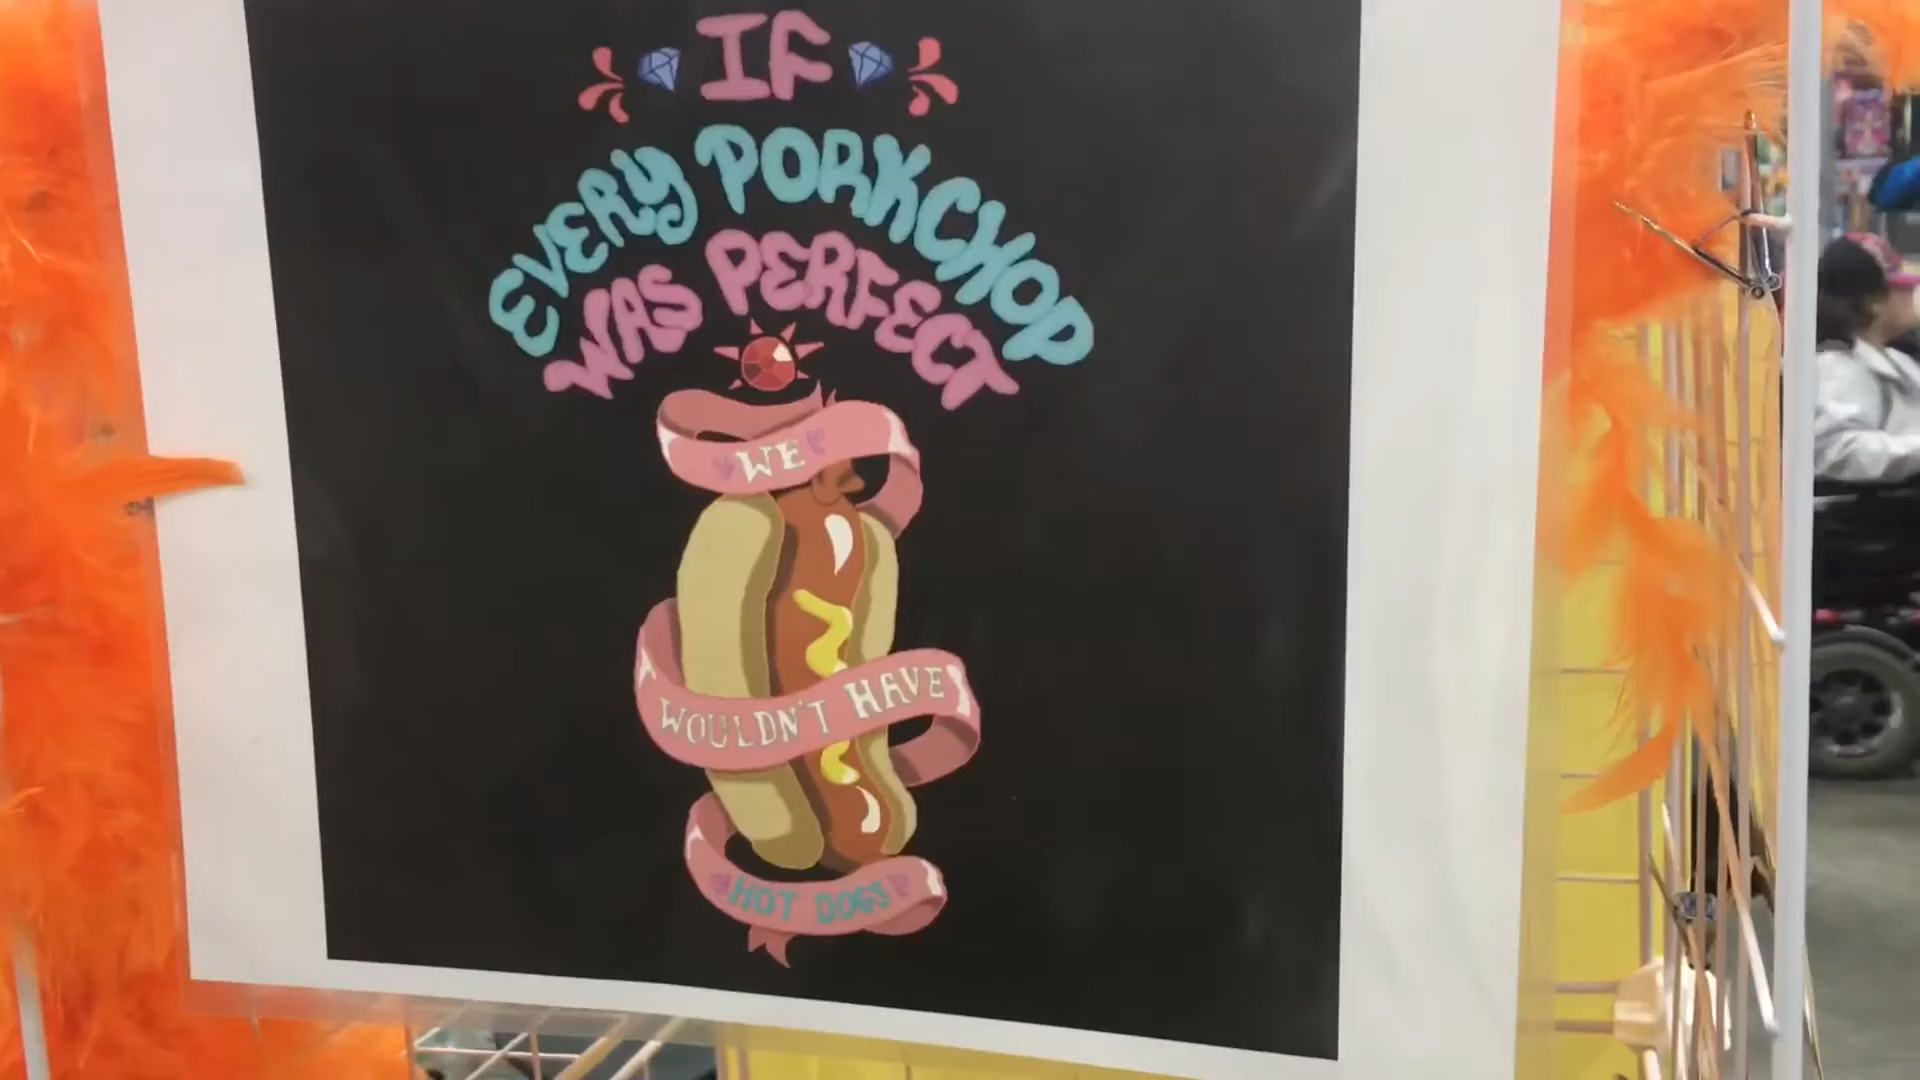 IF
EVERY PORKCHOP
WAS PERFECT
WE
WOULDN'T HAVE
HOT DOGS